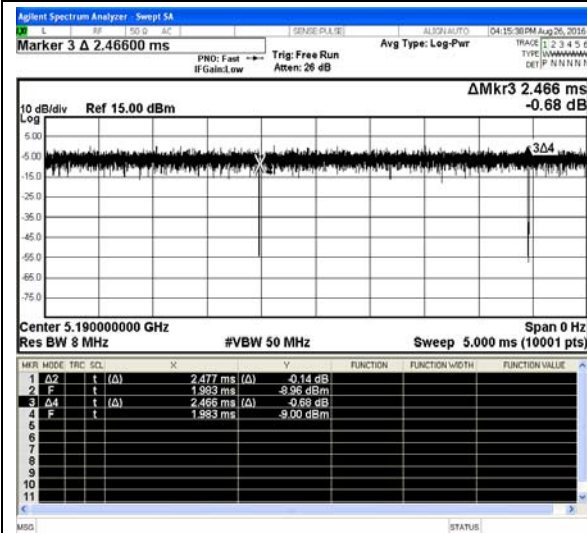 Agilent Spectrum Analyzer - Swept SA
L RF 50 Ω AC SENSE:PULSE ALIGN AUTO 04:15:38 PM Aug 26, 2016
Marker 3 Δ 2.46600 ms
PNO: Fast
IFGain:Low
Trig: Free Run
Atten: 26 dB
Avg Type: Log-Pwr
TRACE 1 2 3 4 5 6
TYPE
DET P N N N N
ΔMkr3 2.466 ms
-0.68 dB
10 dB/div Ref 15.00 dBm
Log
5.00
-5.00
3Δ4
-15.0
-25.0
-35.0
-45.0
-55.0
-65.0
-75.0
Center 5.190000000 GHz Span 0 Hz
Res BW 8 MHz #VBW 50 MHz Sweep 5.000 ms (10001 pts)
MKR MODE TRC SCL X Y FUNCTION FUNCTION WIDTH FUNCTION VALUE
1 Δ2 t (Δ) 2.477 ms (Δ) -0.14 dB
2 F t 1.983 ms -8.96 dBm
3 Δ4 t (Δ) 2.466 ms (Δ) -0.68 dB
4 F t 1.983 ms -9.00 dBm
5
6
7
8
9
10
11
MSG STATUS